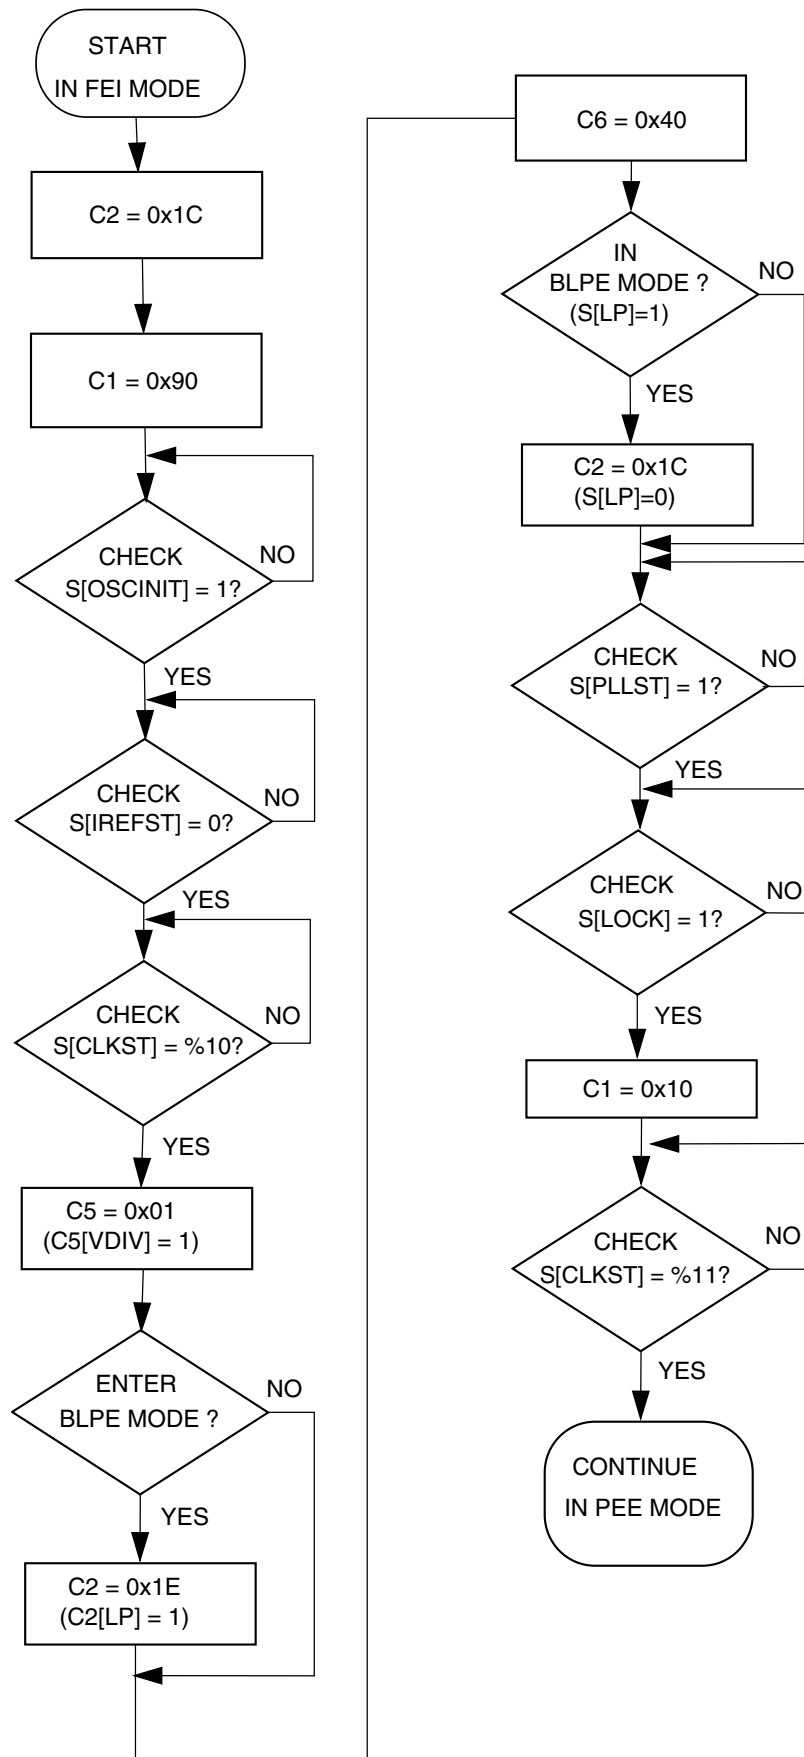 START
IN FEI MODE
C2 = 0x1C
C1 = 0x90
CHECK
S[OSCINIT] = 1?
NO
YES
CHECK
S[IREFST] = 0?
NO
YES
CHECK
S[CLKST] = %10?
NO
YES
C5 = 0x01
(C5[VDIV] = 1)
ENTER
BLPE MODE ?
NO
YES
C2 = 0x1E
(C2[LP] = 1)
C6 = 0x40
IN
BLPE MODE ?
(S[LP]=1)
NO
YES
C2 = 0x1C
(S[LP]=0)
CHECK
S[PLLST] = 1?
NO
YES
CHECK
S[LOCK] = 1?
NO
YES
C1 = 0x10
CHECK
S[CLKST] = %11?
NO
YES
CONTINUE
IN PEE MODE